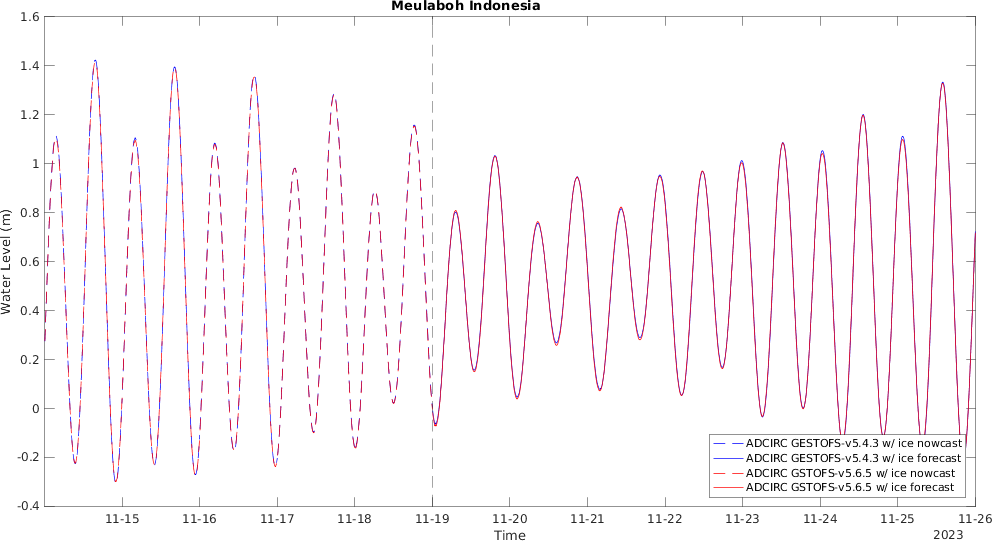 Meulaboh Indonesia
1.6
1.4
1.2
1
0.8
0.6
0.4
0.2
0
-0.2
-0.4
Water Level (m)
ADCIRC GESTOFS-v5.4.3 w/ ice nowcast
ADCIRC GESTOFS-v5.4.3 w/ ice forecast
ADCIRC GSTOFS-v5.6.5 w/ ice nowcast
ADCIRC GSTOFS-v5.6.5 w/ ice forecast
11-15 11-16 11-17 11-18 11-19 11-20 11-21 11-22 11-23 11-24 11-25 11-26
Time
2023